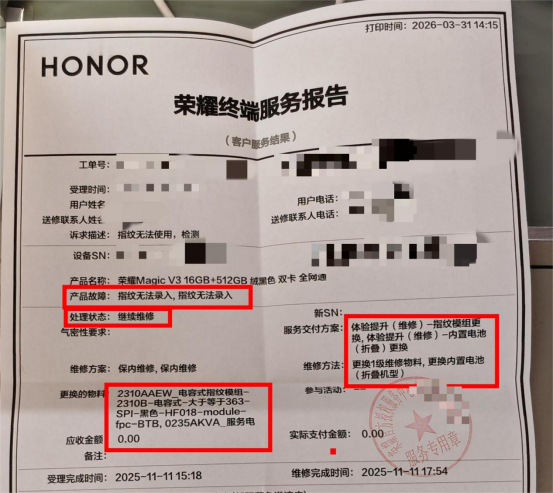 打印时间：2026-03-31 14:15
HONOR
荣耀终端服务报告
（客户服务结果）
工单号：
受理时间：
用户姓名
用户电话：
送修联系人姓名
送修联系人电话：
诉求描述：指纹无法使用，检测
设备SN：
产品名称：荣耀Magic V3 16GB+512GB 绒黑色 双卡 全网通
产品故障：指纹无法录入, 指纹无法录入
新SN：
处理状态：继续维修
服务交付方案：体验提升（维修）-指纹模组更
换, 体验提升（维修）-内置电池
（折叠）更换
气密性要求：
维修方案：保内维修, 保内维修
维修方法：更换1级维修物料, 更换内置电池
（折叠机型）
更换的物料
2310AAEW_电容式指纹模组-
2310B-电容式-大于等于363-
SPI-黑色-HF018-module-
fpc-BTB, 0235AKVA_服务电
参与活动：
应收金额
0.00
实际支付金额：0.00
备注：
服务专用章
受理完成时间：2025-11-11 15:18
维修完成时间：2025-11-11 17:54